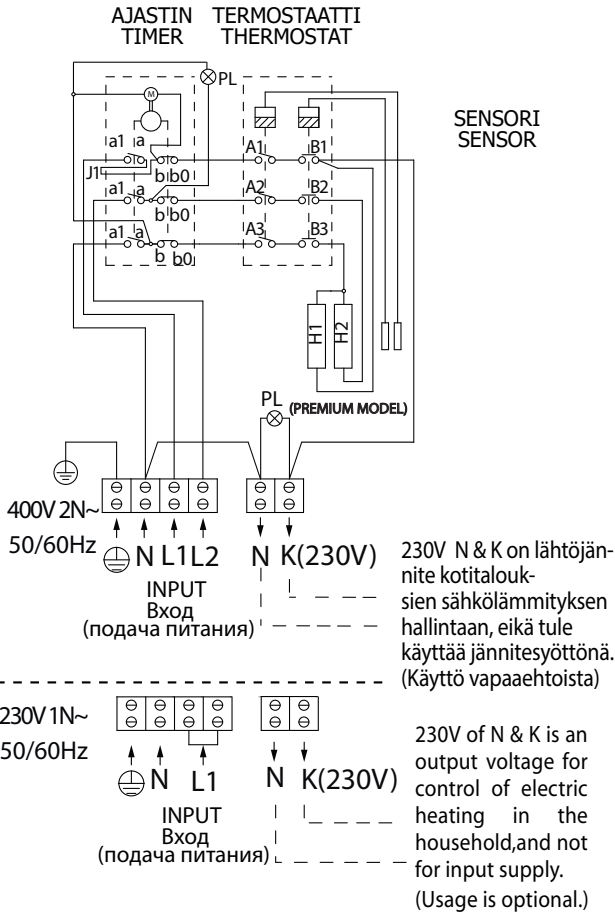 AJASTIN
TIMER
TERMOSTAATTI
THERMOSTAT
PL
M
SENSORI
SENSOR
a1 a
A1 B1
J1
b b0
a1 a
A2 B2
b b0
a1 a
A3 B3
b b0
H1
H2
PL
(PREMIUM MODEL)
400V 2N~
50/60Hz
N L1 L2
N K(230V)
INPUT
Вход
(подача питания)
230V N & K on lähtöjän-
nite kotitalouk-
sien sähkölämmityksen
hallintaan, eikä tule
käyttää jännitesyöttönä.
(Käyttö vapaaehtoista)
230V 1N~
50/60Hz
N L1
N K(230V)
INPUT
Вход
(подача питания)
230V of N & K is an
output voltage for
control of electric
heating in the
household,and not
for input supply.
(Usage is optional.)